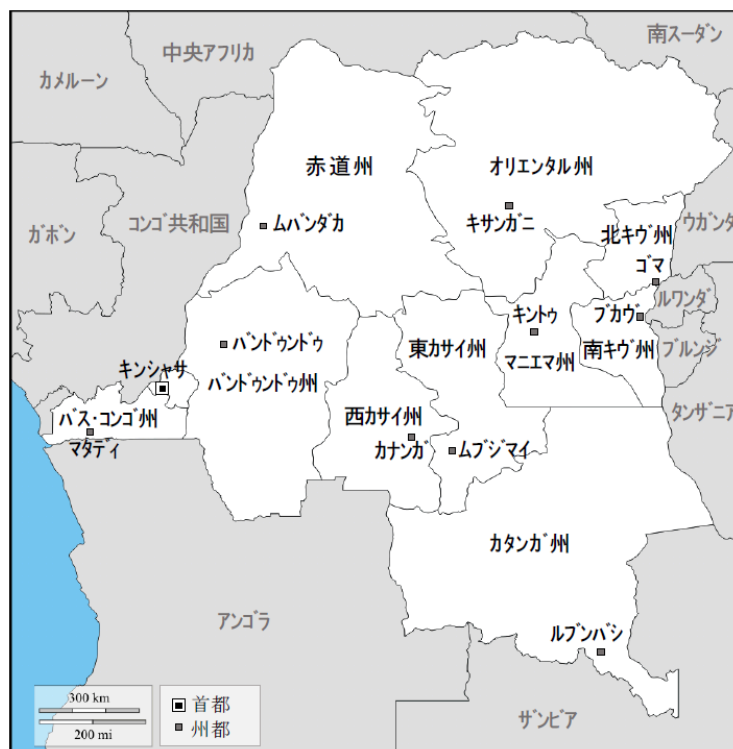 南スーダン
中央アフリカ
カメルーン
赤道州
オリエンタル州
キサンガニ
ムバンダカ
コンゴ共和国
ガボン
北キヴ州
ウガンダ
ゴマ
ルワンダ
ブカヴ
キントゥ
バンドゥンドゥ
東カサイ州
南キヴ州
ブルンジ
マニエマ州
キンシャサ
バンドゥンドゥ州
バス・コンゴ州
西カサイ州
タンザニア
マタディ
カナンガ
ムブジマイ
カタンガ州
アンゴラ
ルブンバシ
300 km
200 mi
首都
州都
ザンビア